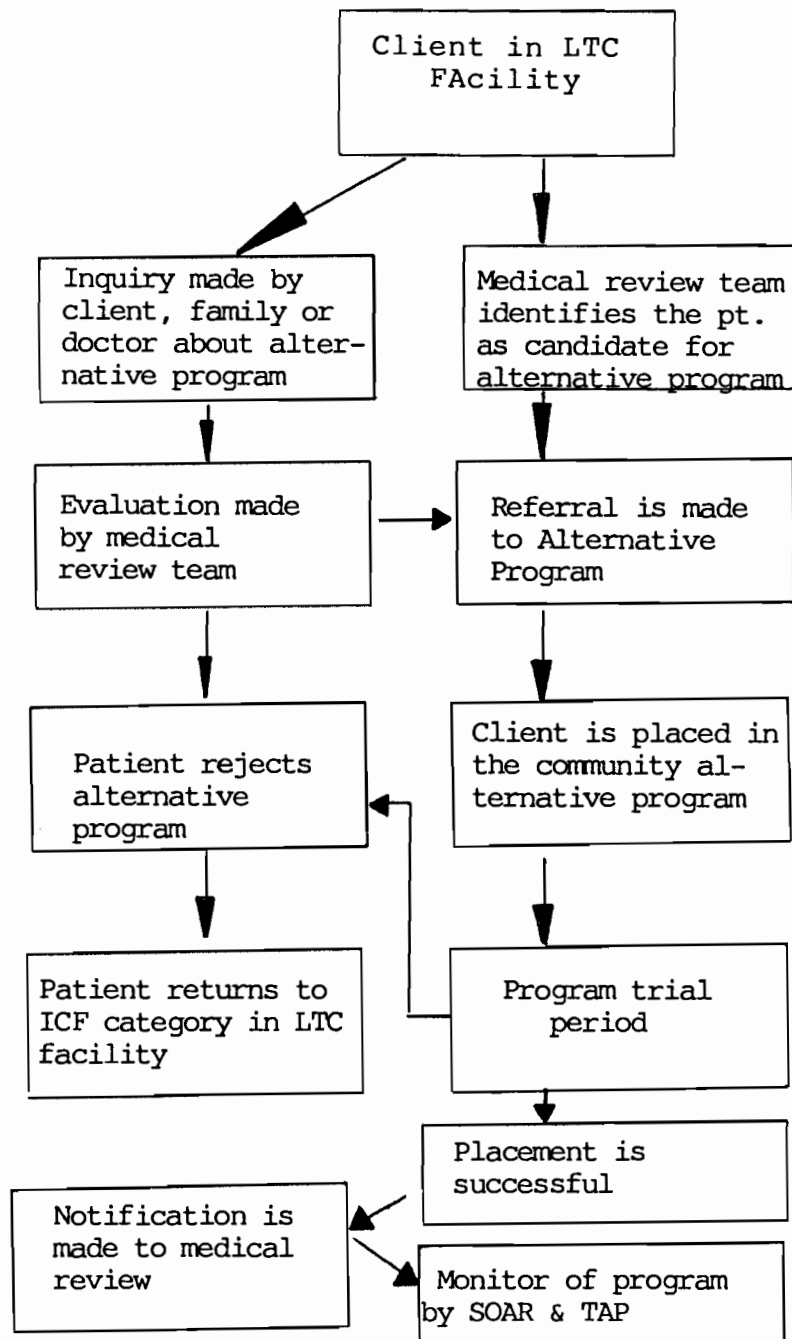 Client in LTC
FAcility
Inquiry made by
client, family or
doctor about alter-
native program
Medical review team
identifies the pt.
as candidate for
alternative program
Evaluation made
by medical
review team
Referral is made
to Alternative
Program
Patient rejects
alternative
program
Client is placed in
the community al-
ternative program
Patient returns to
ICF category in LTC
facility
Program trial
period
Placement is
successful
Notification is
made to medical
review
Monitor of program
by SOAR & TAP